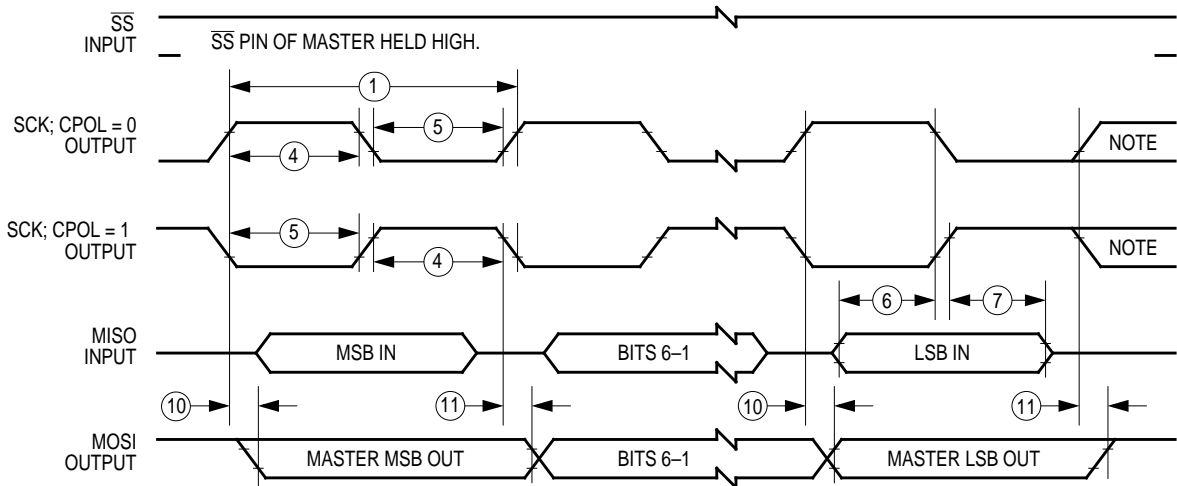 SS
INPUT
SS PIN OF MASTER HELD HIGH.
1
SCK; CPOL = 0
OUTPUT
5
4
NOTE
SCK; CPOL = 1
OUTPUT
5
4
NOTE
6
7
MISO
INPUT
MSB IN
BITS 6–1
LSB IN
10
11
10
11
MOSI
OUTPUT
MASTER MSB OUT
BITS 6–1
MASTER LSB OUT